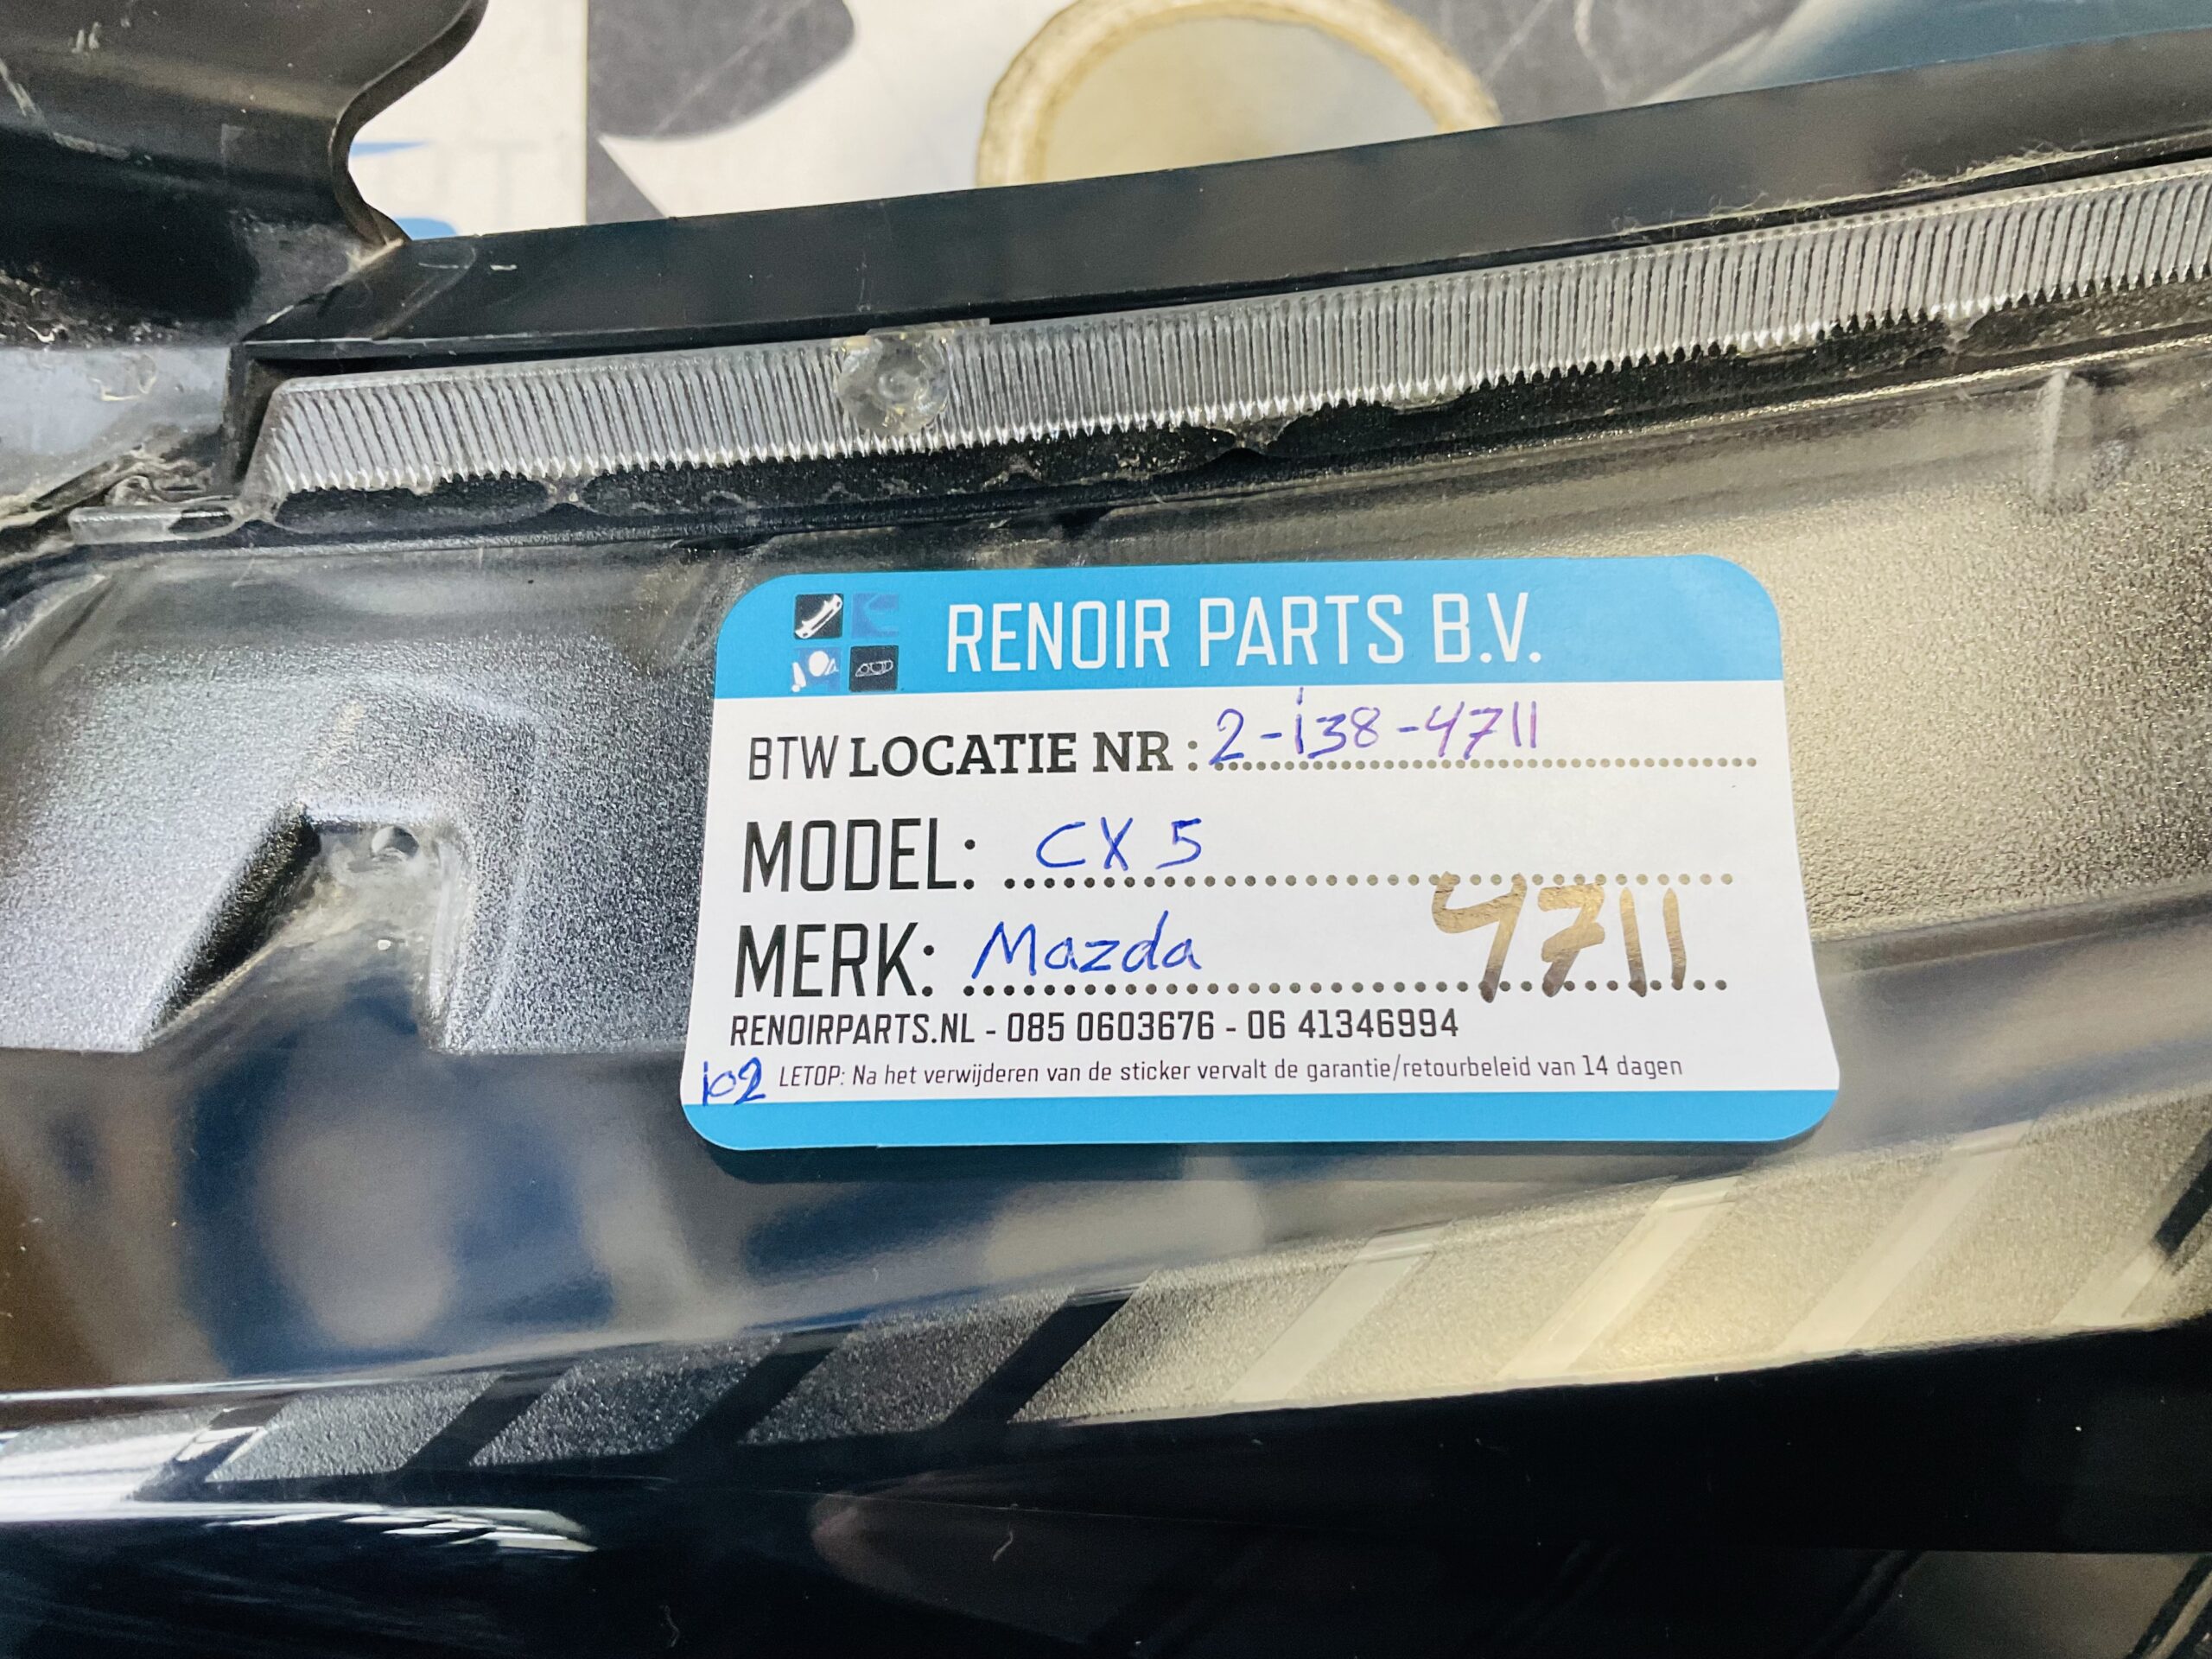 RENOIR PARTS B.V.
BTW LOCATIE NR : 2-i38-4711
MODEL: CX 5
MERK: Mazda 4711
RENOIRPARTS.NL - 085 0603676 - 06 41346994
102 LETOP: Na het verwijderen van de sticker vervalt de garantie/retourbeleid van 14 dagen